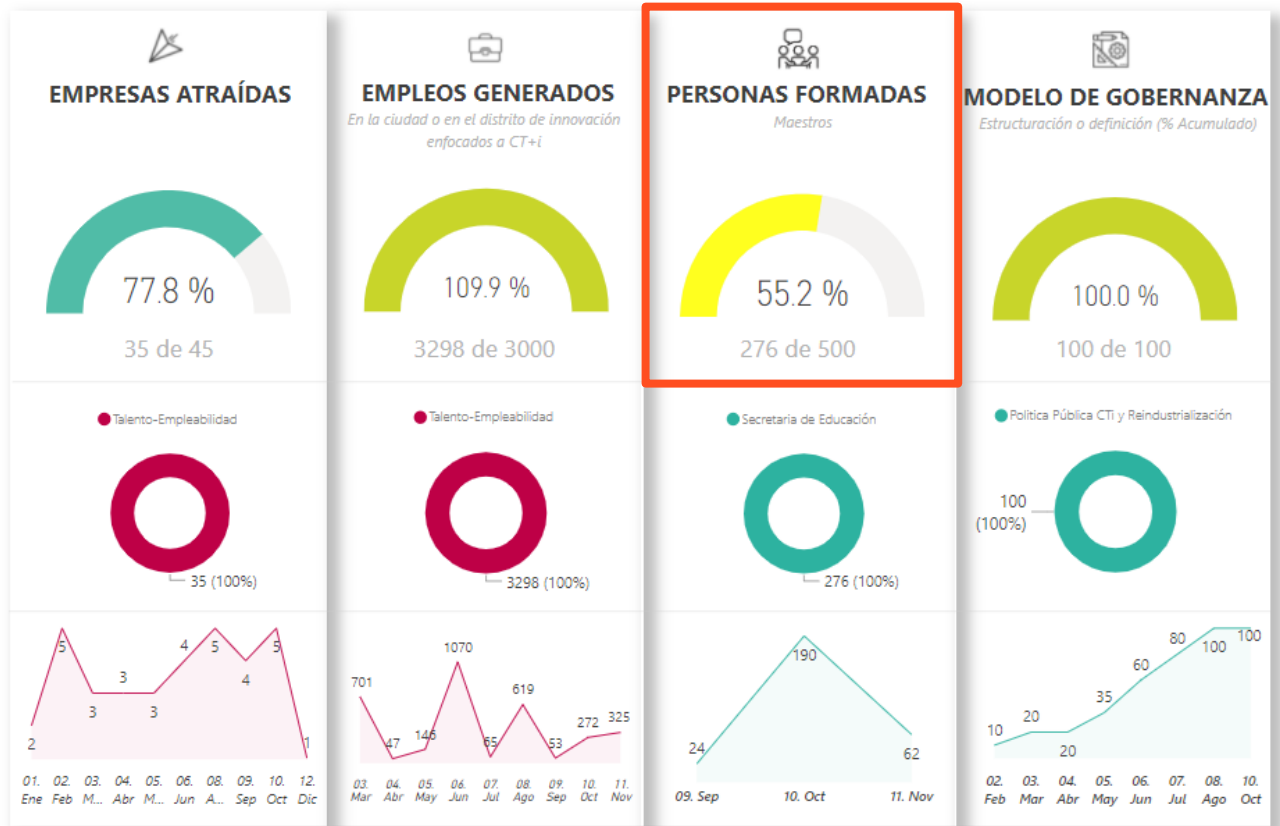 EMPRESAS ATRAÍDAS
77.8 %
35 de 45
Talento-Empleabilidad
35 (100%)
2
5
3
3
3
4
5
4
5
1
01. Ene
02. Feb
03. M...
04. Abr
05. M...
06. Jun
08. A...
09. Sep
10. Oct
12. Dic
EMPLEOS GENERADOS
En la ciudad o en el distrito de innovación
enfocados a CT+i
109.9 %
3298 de 3000
Talento-Empleabilidad
3298 (100%)
701
47
146
1070
65
619
53
272
325
03. Mar
04. Abr
05. May
06. Jun
07. Jul
08. Ago
09. Sep
10. Oct
11. Nov
PERSONAS FORMADAS
Maestros
55.2 %
276 de 500
Secretaria de Educación
276 (100%)
24
190
62
09. Sep
10. Oct
11. Nov
MODELO DE GOBERNANZA
Estructuración o definición (% Acumulado)
100.0 %
100 de 100
Politica Pública CTi y Reindustrialización
100
(100%)
10
20
20
35
60
80
100
100
02. Feb
03. Mar
04. Abr
05. May
06. Jun
07. Jul
08. Ago
10. Oct